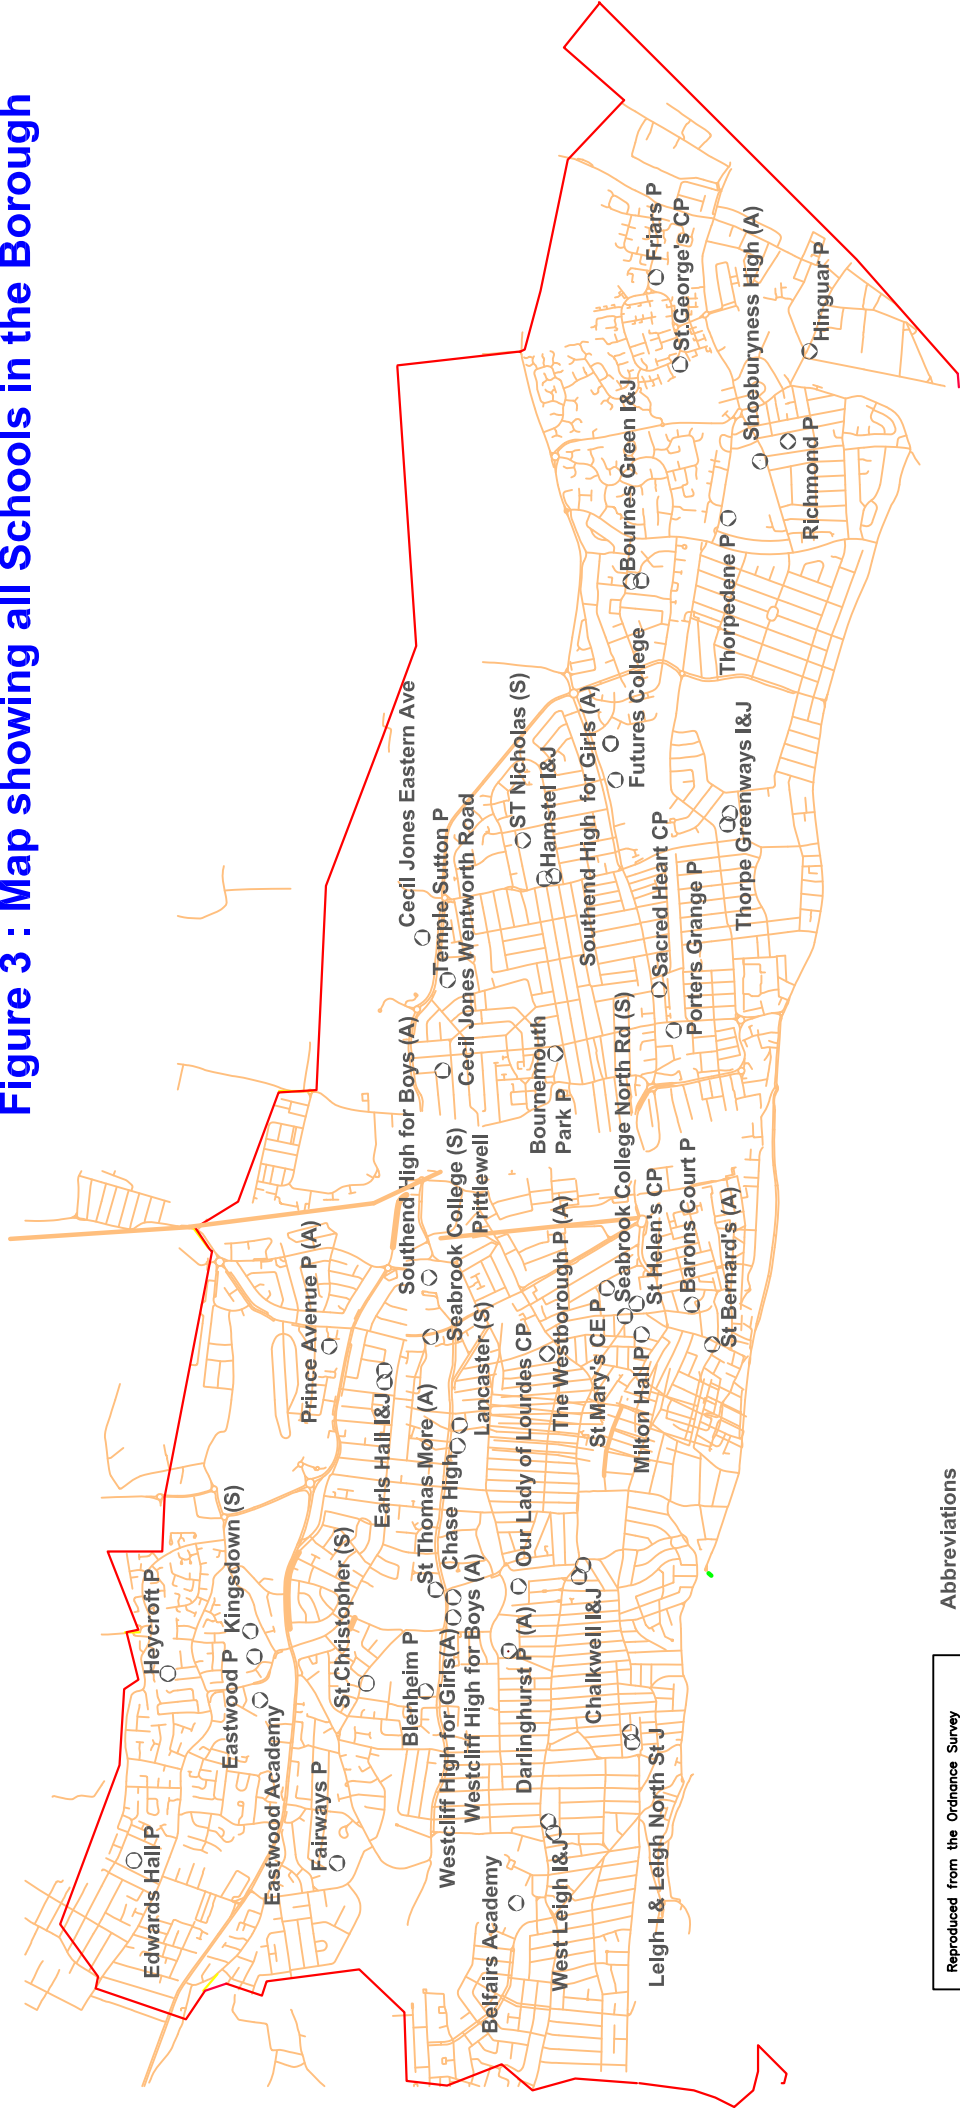 Figure 3 : Map showing all Schools in the Borough
Edwards Hall P
Heycroft P
Eastwood P
Kingsdown (S)
Eastwood Academy
Fairways P
St.Christopher (S)
Prince Avenue P (A)
Earls Hall I&J
Blenheim P
St Thomas More (A)
Chase High
Westcliff High for Girls(A)
Westcliff High for Boys (A)
Lancaster (S)
Southend High for Boys (A)
Seabrook College (S)
Prittlewell
Cecil Jones Eastern Ave
Temple Sutton P
Cecil Jones Wentworth Road
Belfairs Academy
West Leigh I&J
Darlinghurst P (A)
Our Lady of Lourdes CP
The Westborough P (A)
St Mary's CE P
Chalkwell I&J
Leigh I & Leigh North St J
Milton Hall P
Seabrook College North Rd (S)
St Helen's CP
Barons Court P
St Bernard's (A)
Bournemouth
Park P
ST Nicholas (S)
Hamstel I&J
Southend High for Girls (A)
Futures College
Sacred Heart CP
Porters Grange P
Thorpe Greenways I&J
Thorpedene P
Bournes Green I&J
Friars P
St.George's CP
Shoeburyness High (A)
Richmond P
Hinguar P
Abbreviations
Reproduced from the Ordnance Survey